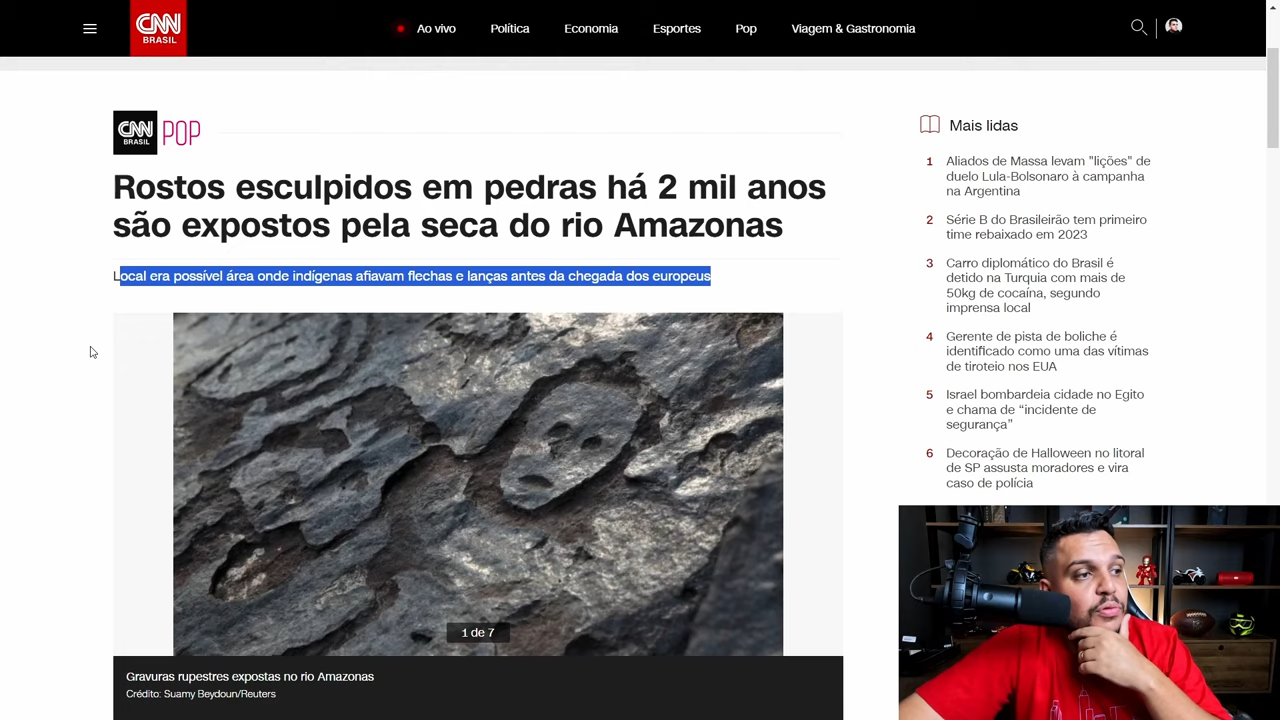 CNN
BRASIL
Ao vivo
Política
Economia
Esportes
Pop
Viagem & Gastronomia
CNN
BRASIL
POP
Rostos esculpidos em pedras há 2 mil anos
são expostos pela seca do rio Amazonas
Local era possível área onde indígenas afiavam flechas e lanças antes da chegada dos europeus
1 de 7
Gravuras rupestres expostas no rio Amazonas
Crédito: Suamy Beydoun/Reuters
Mais lidas
1
Aliados de Massa levam "lições" de
duelo Lula-Bolsonaro à campanha
na Argentina
2
Série B do Brasileirão tem primeiro
time rebaixado em 2023
3
Carro diplomático do Brasil é
detido na Turquia com mais de
50kg de cocaína, segundo
imprensa local
4
Gerente de pista de boliche é
identificado como uma das vítimas
de tiroteio nos EUA
5
Israel bombardeia cidade no Egito
e chama de “incidente de
segurança”
6
Decoração de Halloween no litoral
de SP assusta moradores e vira
caso de polícia